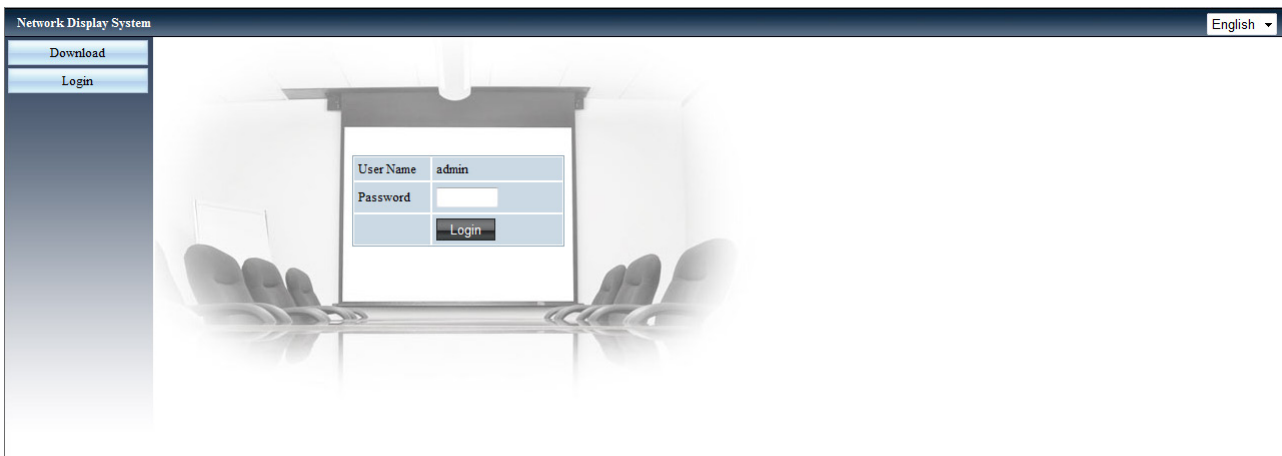 Network Display System
English
Download
Login
User Name admin
Password
Login